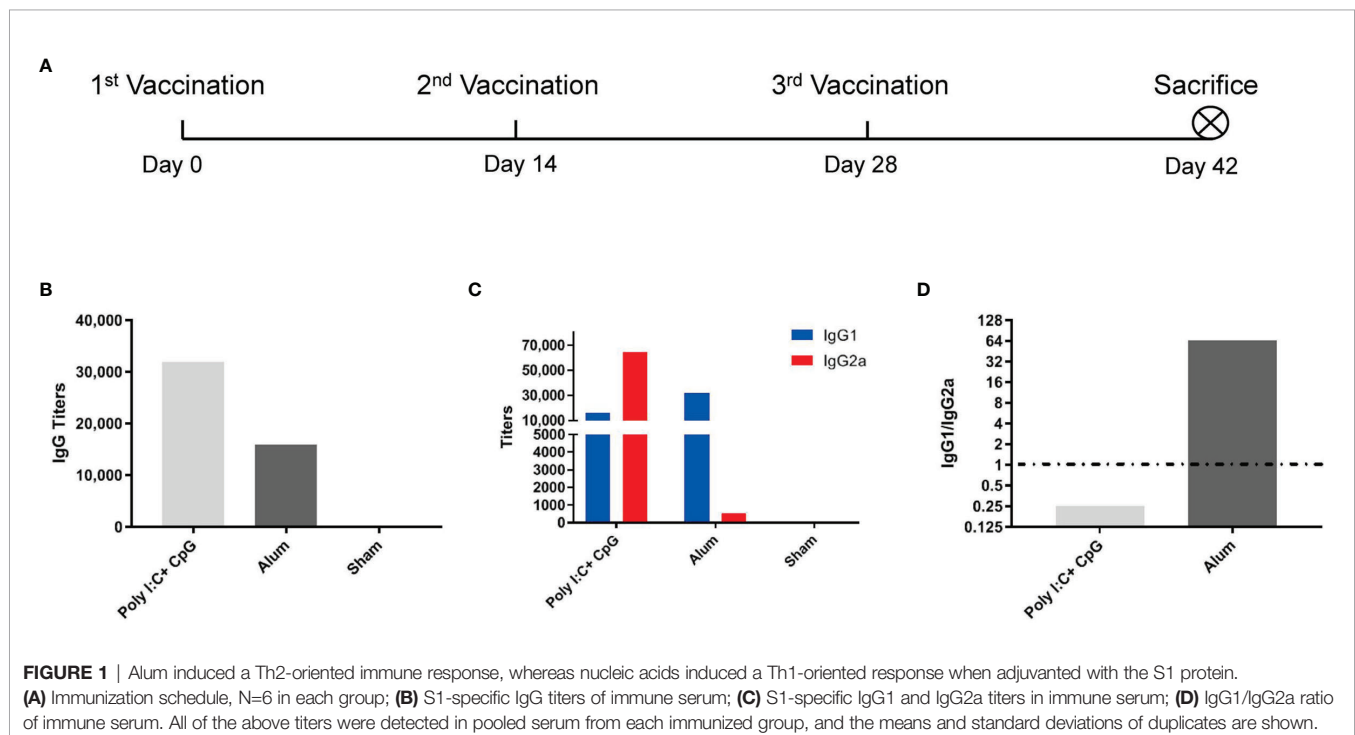 A
1st Vaccination 2nd Vaccination 3rd Vaccination Sacrifice
Day 0 Day 14 Day 28 Day 42
B
40,000
30,000
20,000
10,000
0
IgG Titers
Poly I:C+ CpG
Alum
Sham
C
IgG1
IgG2a
70,000
50,000
30,000
10,000
5000
4000
3000
2000
1000
0
Titers
Poly I:C+ CpG
Alum
Sham
D
128
64
32
16
8
4
2
1
0.5
0.25
0.125
IgG1/IgG2a
Poly I:C+ CpG
Alum
FIGURE 1 | Alum induced a Th2-oriented immune response, whereas nucleic acids induced a Th1-oriented response when adjuvanted with the S1 protein.
(A) Immunization schedule, N=6 in each group; (B) S1-specific IgG titers of immune serum; (C) S1-specific IgG1 and IgG2a titers in immune serum; (D) IgG1/IgG2a ratio
of immune serum. All of the above titers were detected in pooled serum from each immunized group, and the means and standard deviations of duplicates are shown.